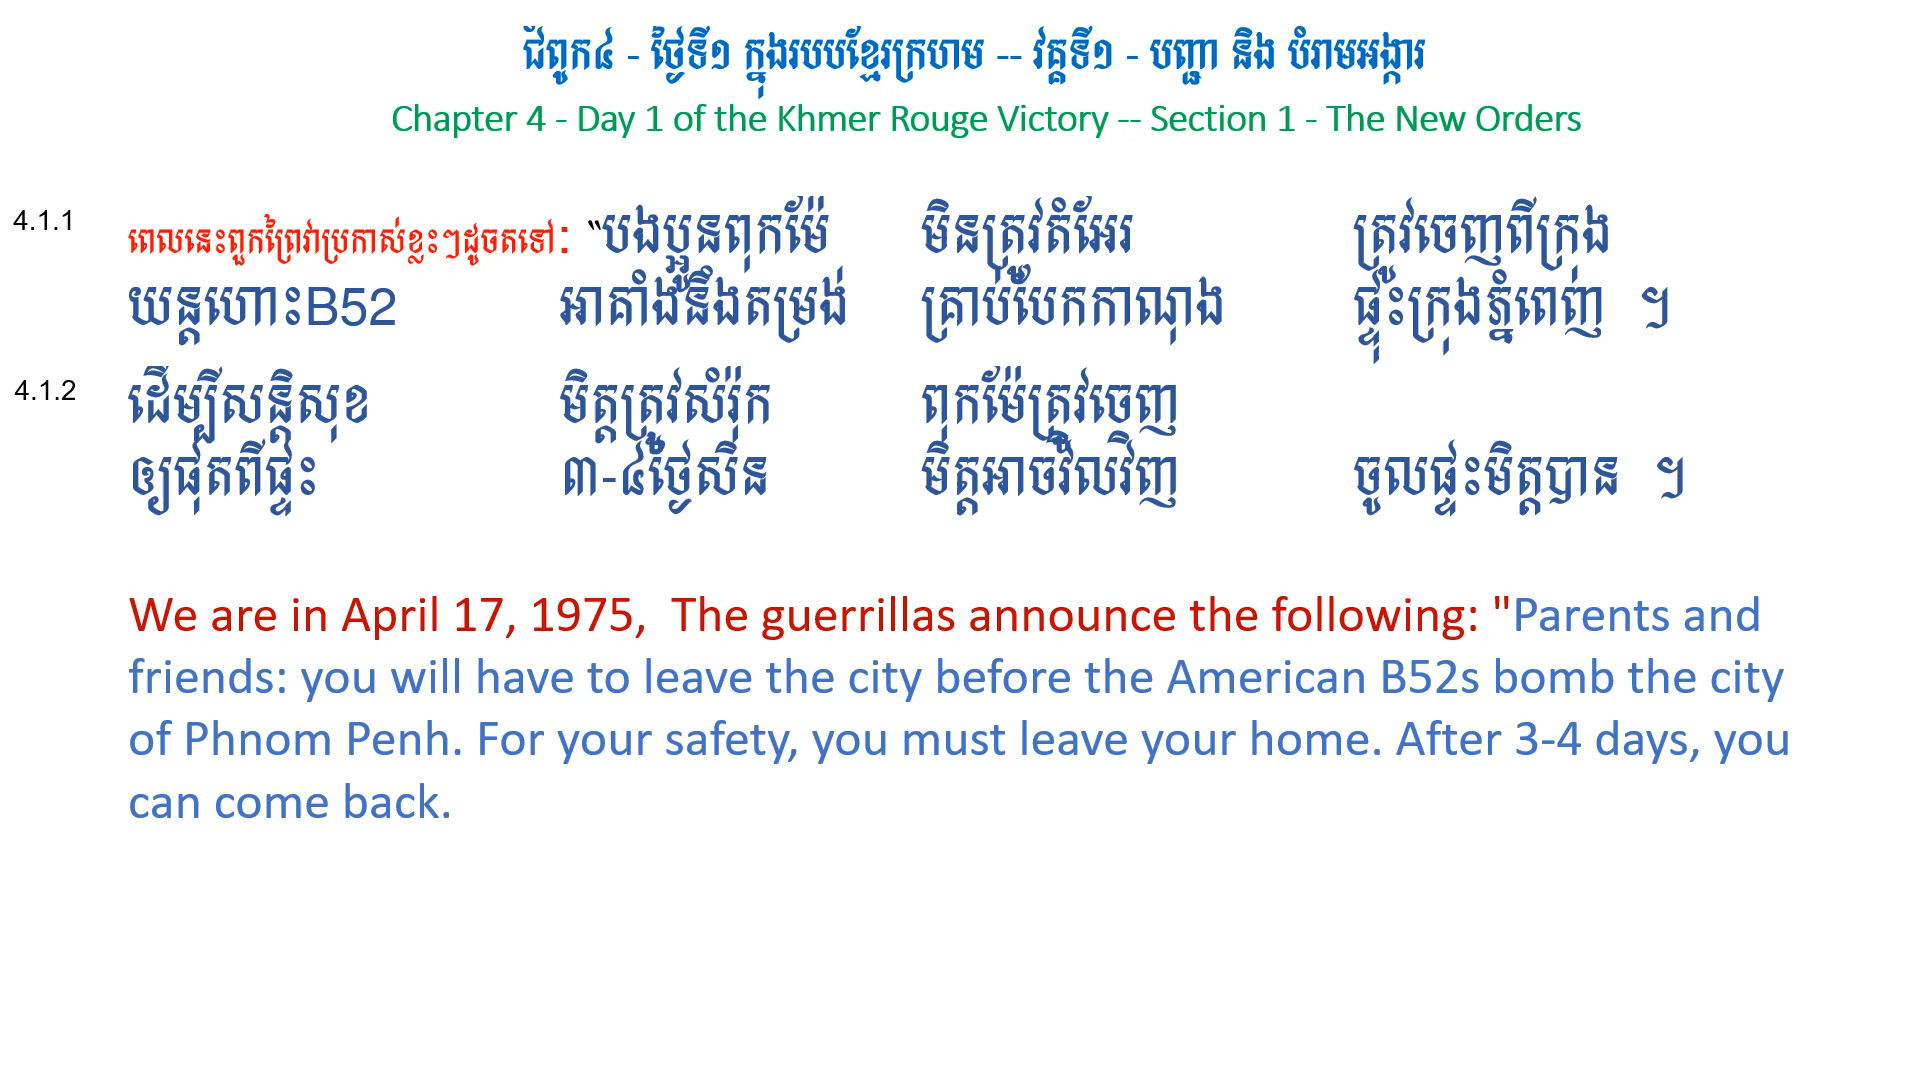 ជំពូក៤ - ថ្ងៃទី១ ក្នុងរបបខ្មែរក្រហម -- វគ្គទី១ - បញ្ជា និង បំរាមអង្ការ
Chapter 4 - Day 1 of the Khmer Rouge Victory -- Section 1 - The New Orders
4.1.1 ពេលនេះពួកព្រៃវាប្រកាស់ខ្លះៗដូចតទៅ: “បងប្អូនពុកម៉ែ មិនត្រូវតំអែរ ត្រូវចេញពីក្រុង
យន្តហោះB52 អាគាំងនឹងតម្រង់ គ្រាប់បែកកាណុង ផ្ទុះក្រុងភ្នំពេញ់ ។
4.1.2 ដើម្បីសន្តិសុខ មិត្តត្រូវសំរ៉ុក ពុកម៉ែត្រូវចេញ
ឲ្យផុតពីផ្ទះ ៣-៤ថ្ងៃសិន មិត្តអាចវិលវិញ ចូលផ្ទះមិត្តបាន ។
We are in April 17, 1975, The guerrillas announce the following: "Parents and
friends: you will have to leave the city before the American B52s bomb the city
of Phnom Penh. For your safety, you must leave your home. After 3-4 days, you
can come back.